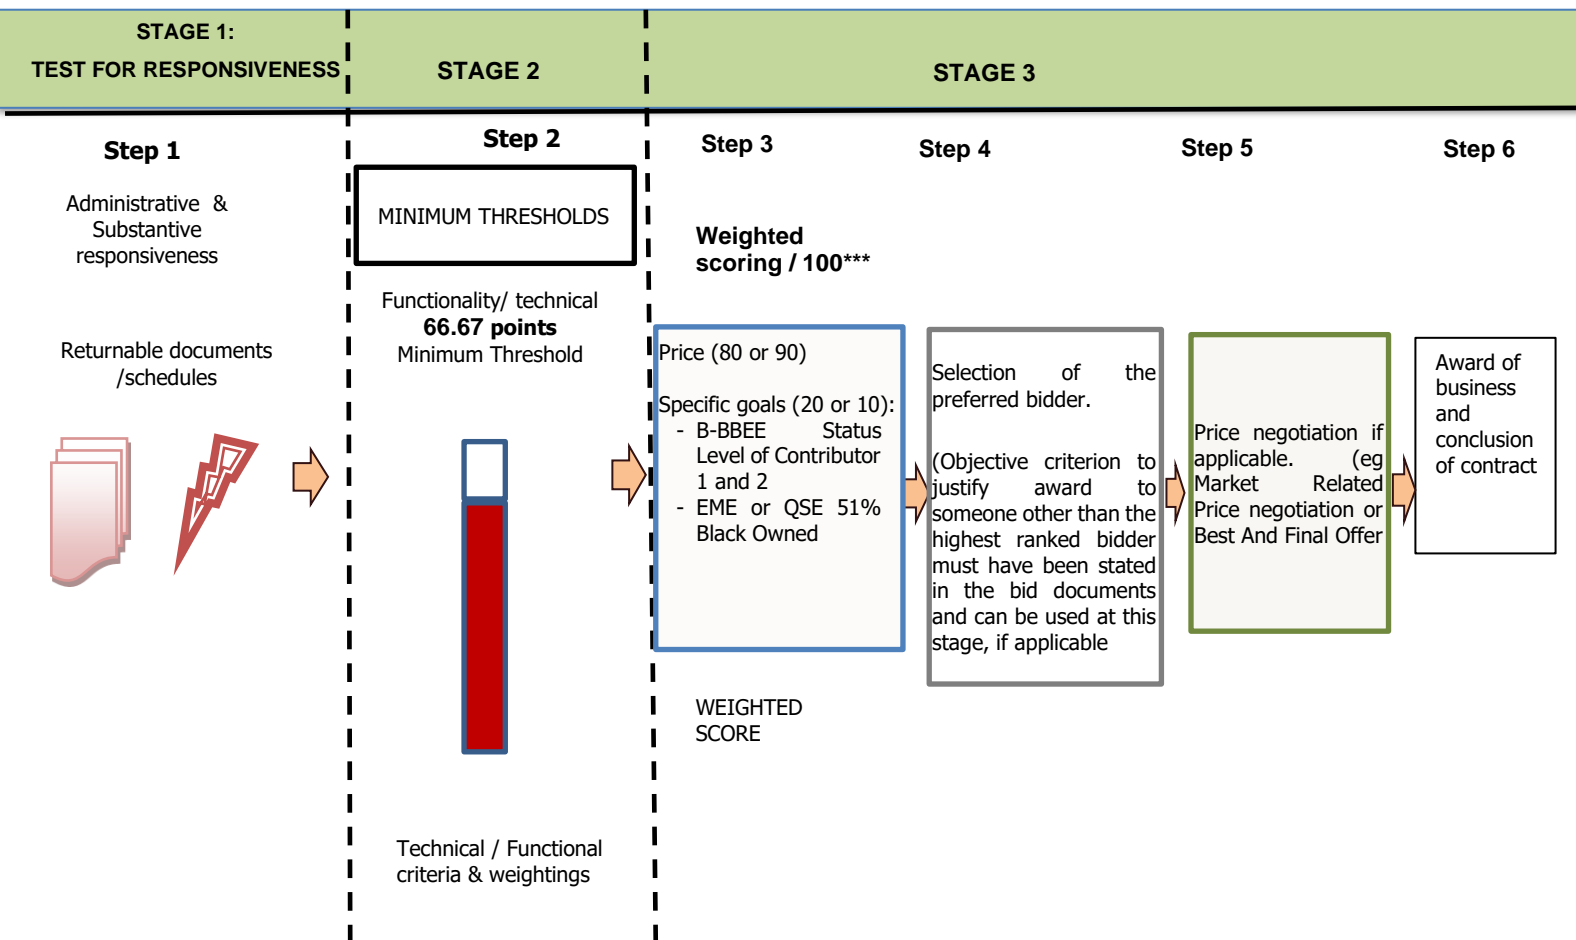 STAGE 1:
TEST FOR RESPONSIVENESS
STAGE 2
STAGE 3
Step 1
Administrative &
Substantive
responsiveness
Returnable documents
/schedules
Step 2
MINIMUM THRESHOLDS
Functionality/ technical
66.67 points
Minimum Threshold
Technical / Functional
criteria & weightings
Step 3
Weighted
scoring / 100***
Price (80 or 90)
Specific goals (20 or 10):
- B-BBEE Status
Level of Contributor
1 and 2
- EME or QSE 51%
Black Owned
WEIGHTED
SCORE
Step 4
Selection of the
preferred bidder.
(Objective criterion to
justify award to
someone other than the
highest ranked bidder
must have been stated
in the bid documents
and can be used at this
stage, if applicable
Step 5
Price negotiation if
applicable. (eg
Market Related
Price negotiation or
Best And Final Offer
Step 6
Award of
business
and
conclusion
of contract